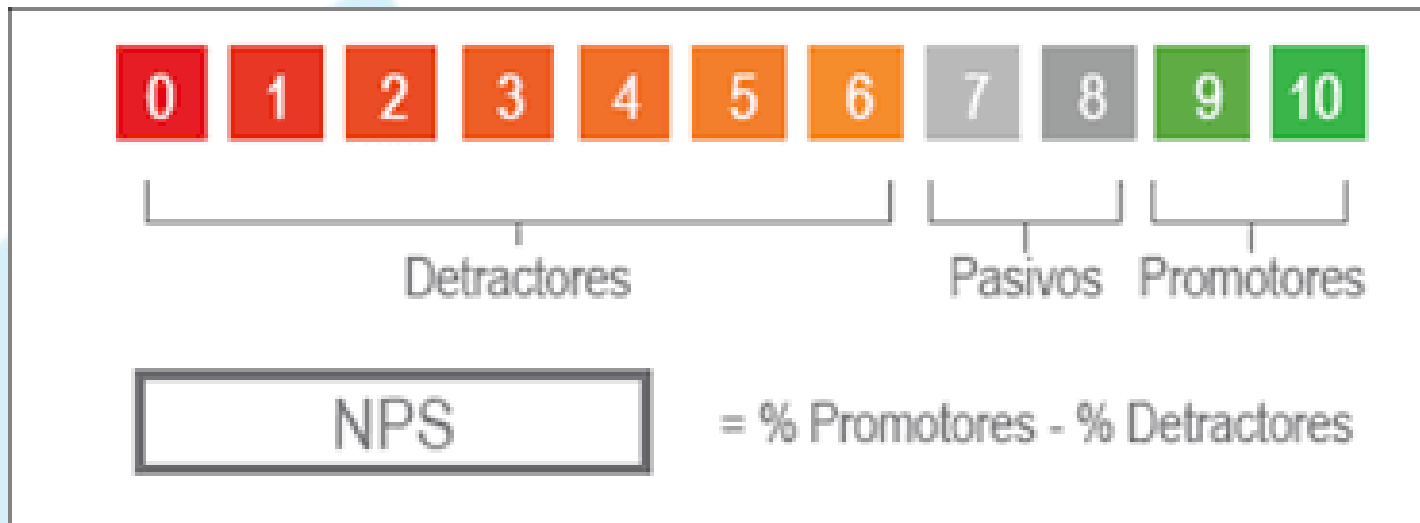 0 1 2 3 4 5 6 7 8 9 10
Detractores Pasivos Promotores
NPS = % Promotores - % Detractores